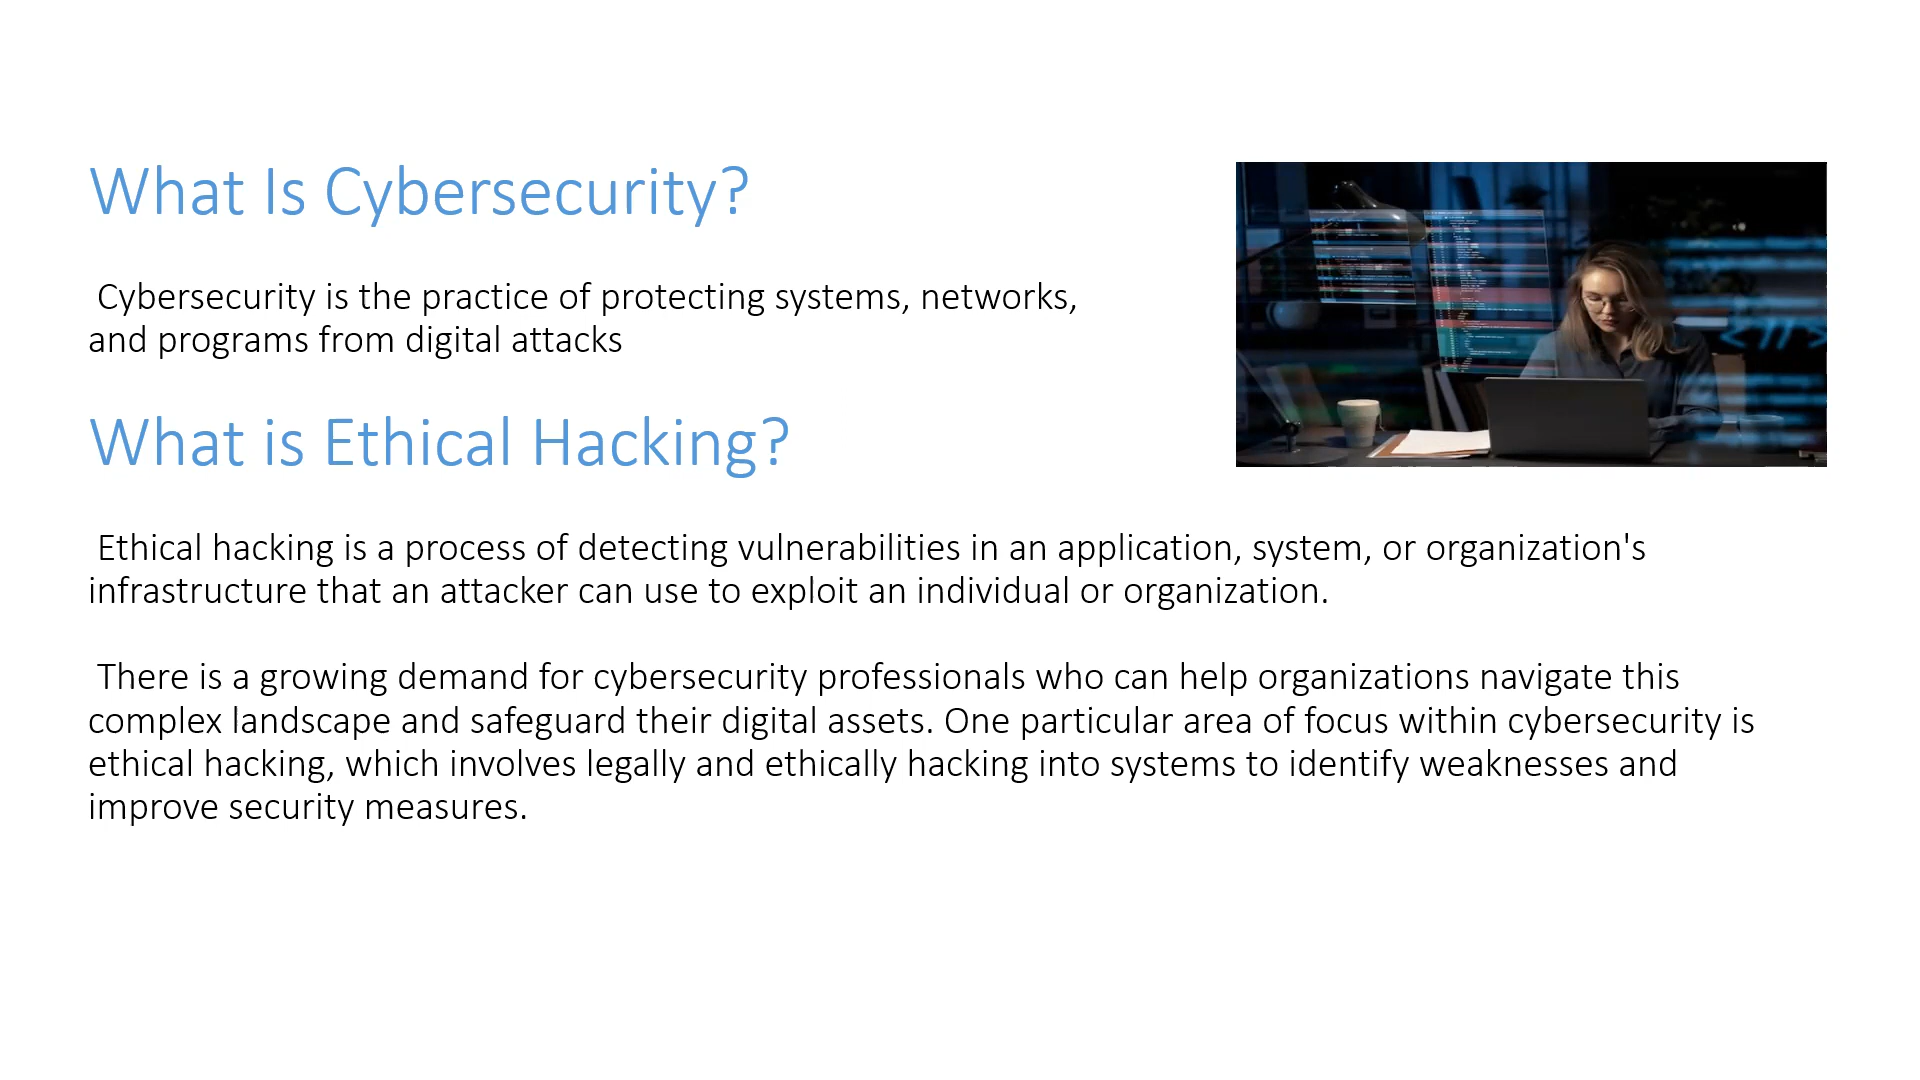 What Is Cybersecurity?
Cybersecurity is the practice of protecting systems, networks,
and programs from digital attacks
What is Ethical Hacking?
Ethical hacking is a process of detecting vulnerabilities in an application, system, or organization's
infrastructure that an attacker can use to exploit an individual or organization.
There is a growing demand for cybersecurity professionals who can help organizations navigate this
complex landscape and safeguard their digital assets. One particular area of focus within cybersecurity is
ethical hacking, which involves legally and ethically hacking into systems to identify weaknesses and
improve security measures.